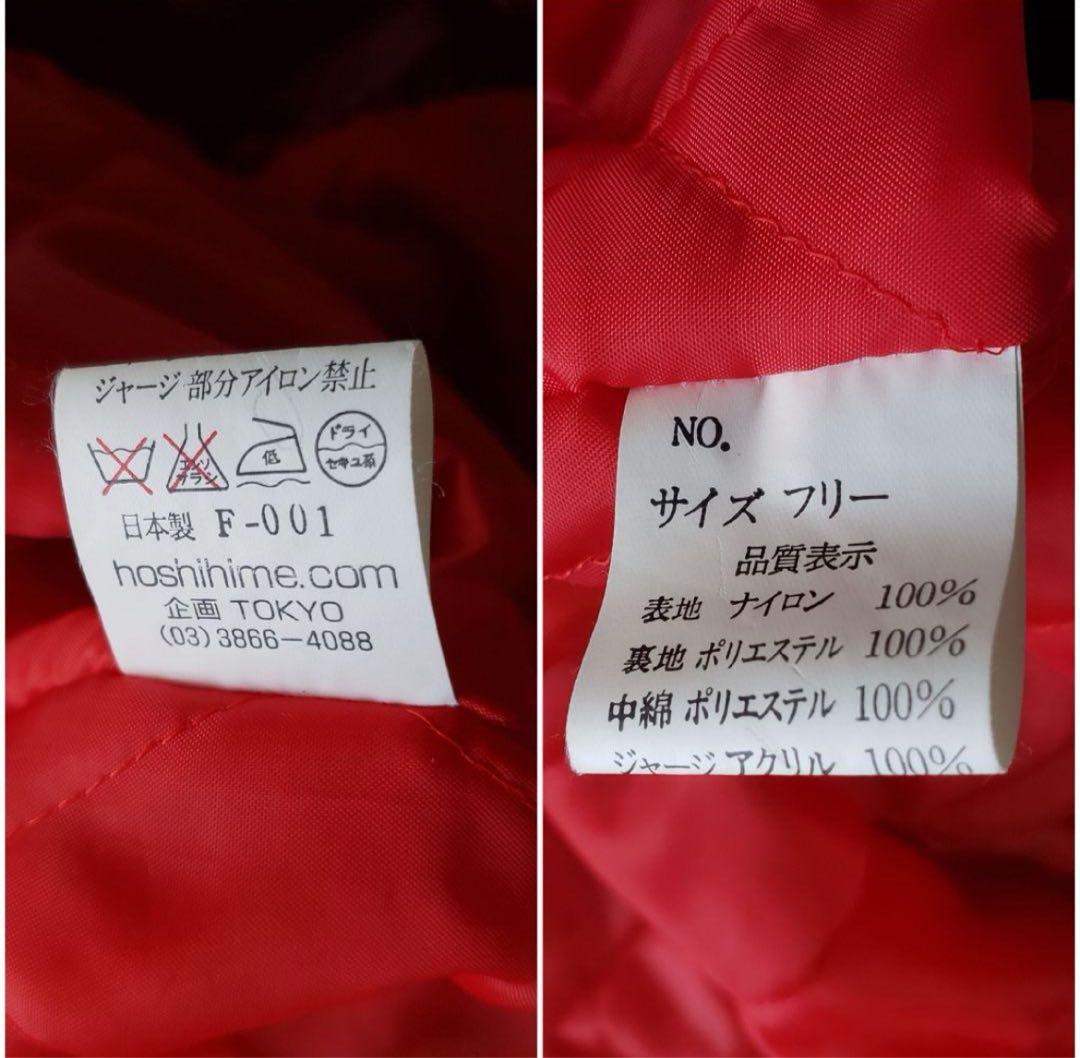 ジャージ 部分アイロン禁止
エンソ
サラシ
低
ドライ
セキユ系
日本製 F-001
hoshihime.com
企画 TOKYO
(03) 3866-4088
NO.
サイズ フリー
品質表示
表地 ナイロン 100%
裏地 ポリエステル 100%
中綿 ポリエステル 100%
ジャージ アクリル 100%